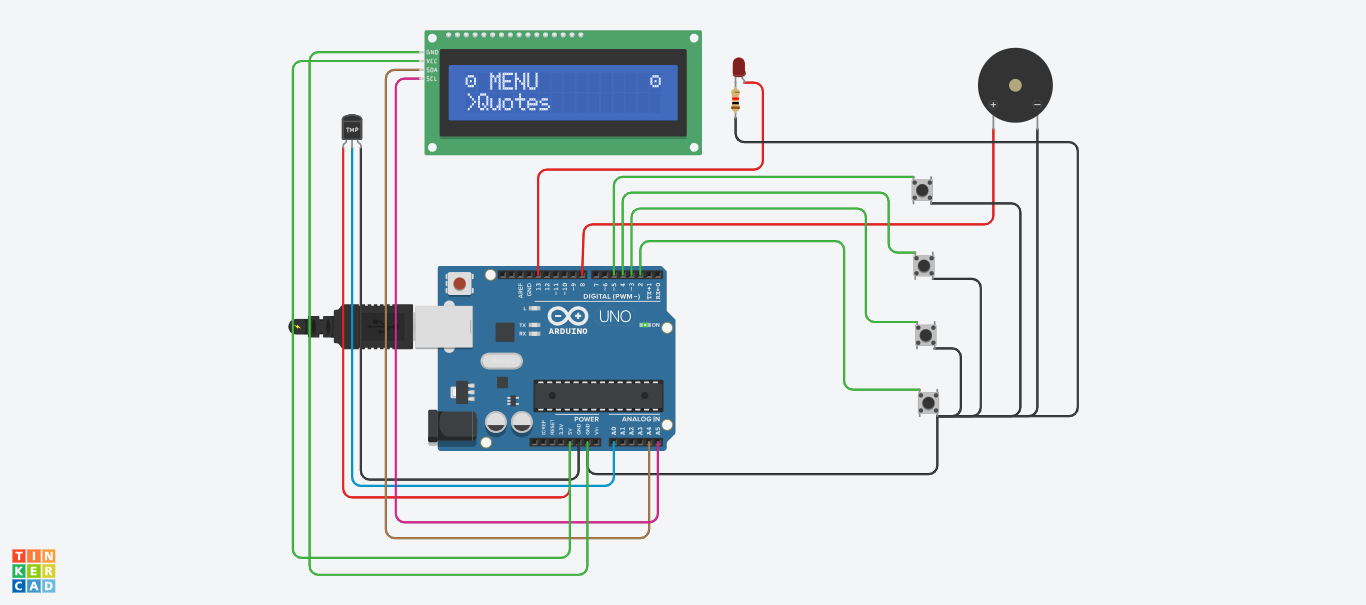 GND
VCC
SDA
SCL
0 MENU 0
>Quotes
TMP
+
−
AREF
GND
13
12
~11
~10
~9
8
7
~6
~5
4
~3
2
TX→1
RX←0
DIGITAL (PWM~)
L
TX
RX
UNO
ARDUINO
ON
POWER
ANALOG IN
IOREF
RESET
3.3V
5V
GND
GND
Vin
A0
A1
A2
A3
A4
A5
TIN
KER
CAD